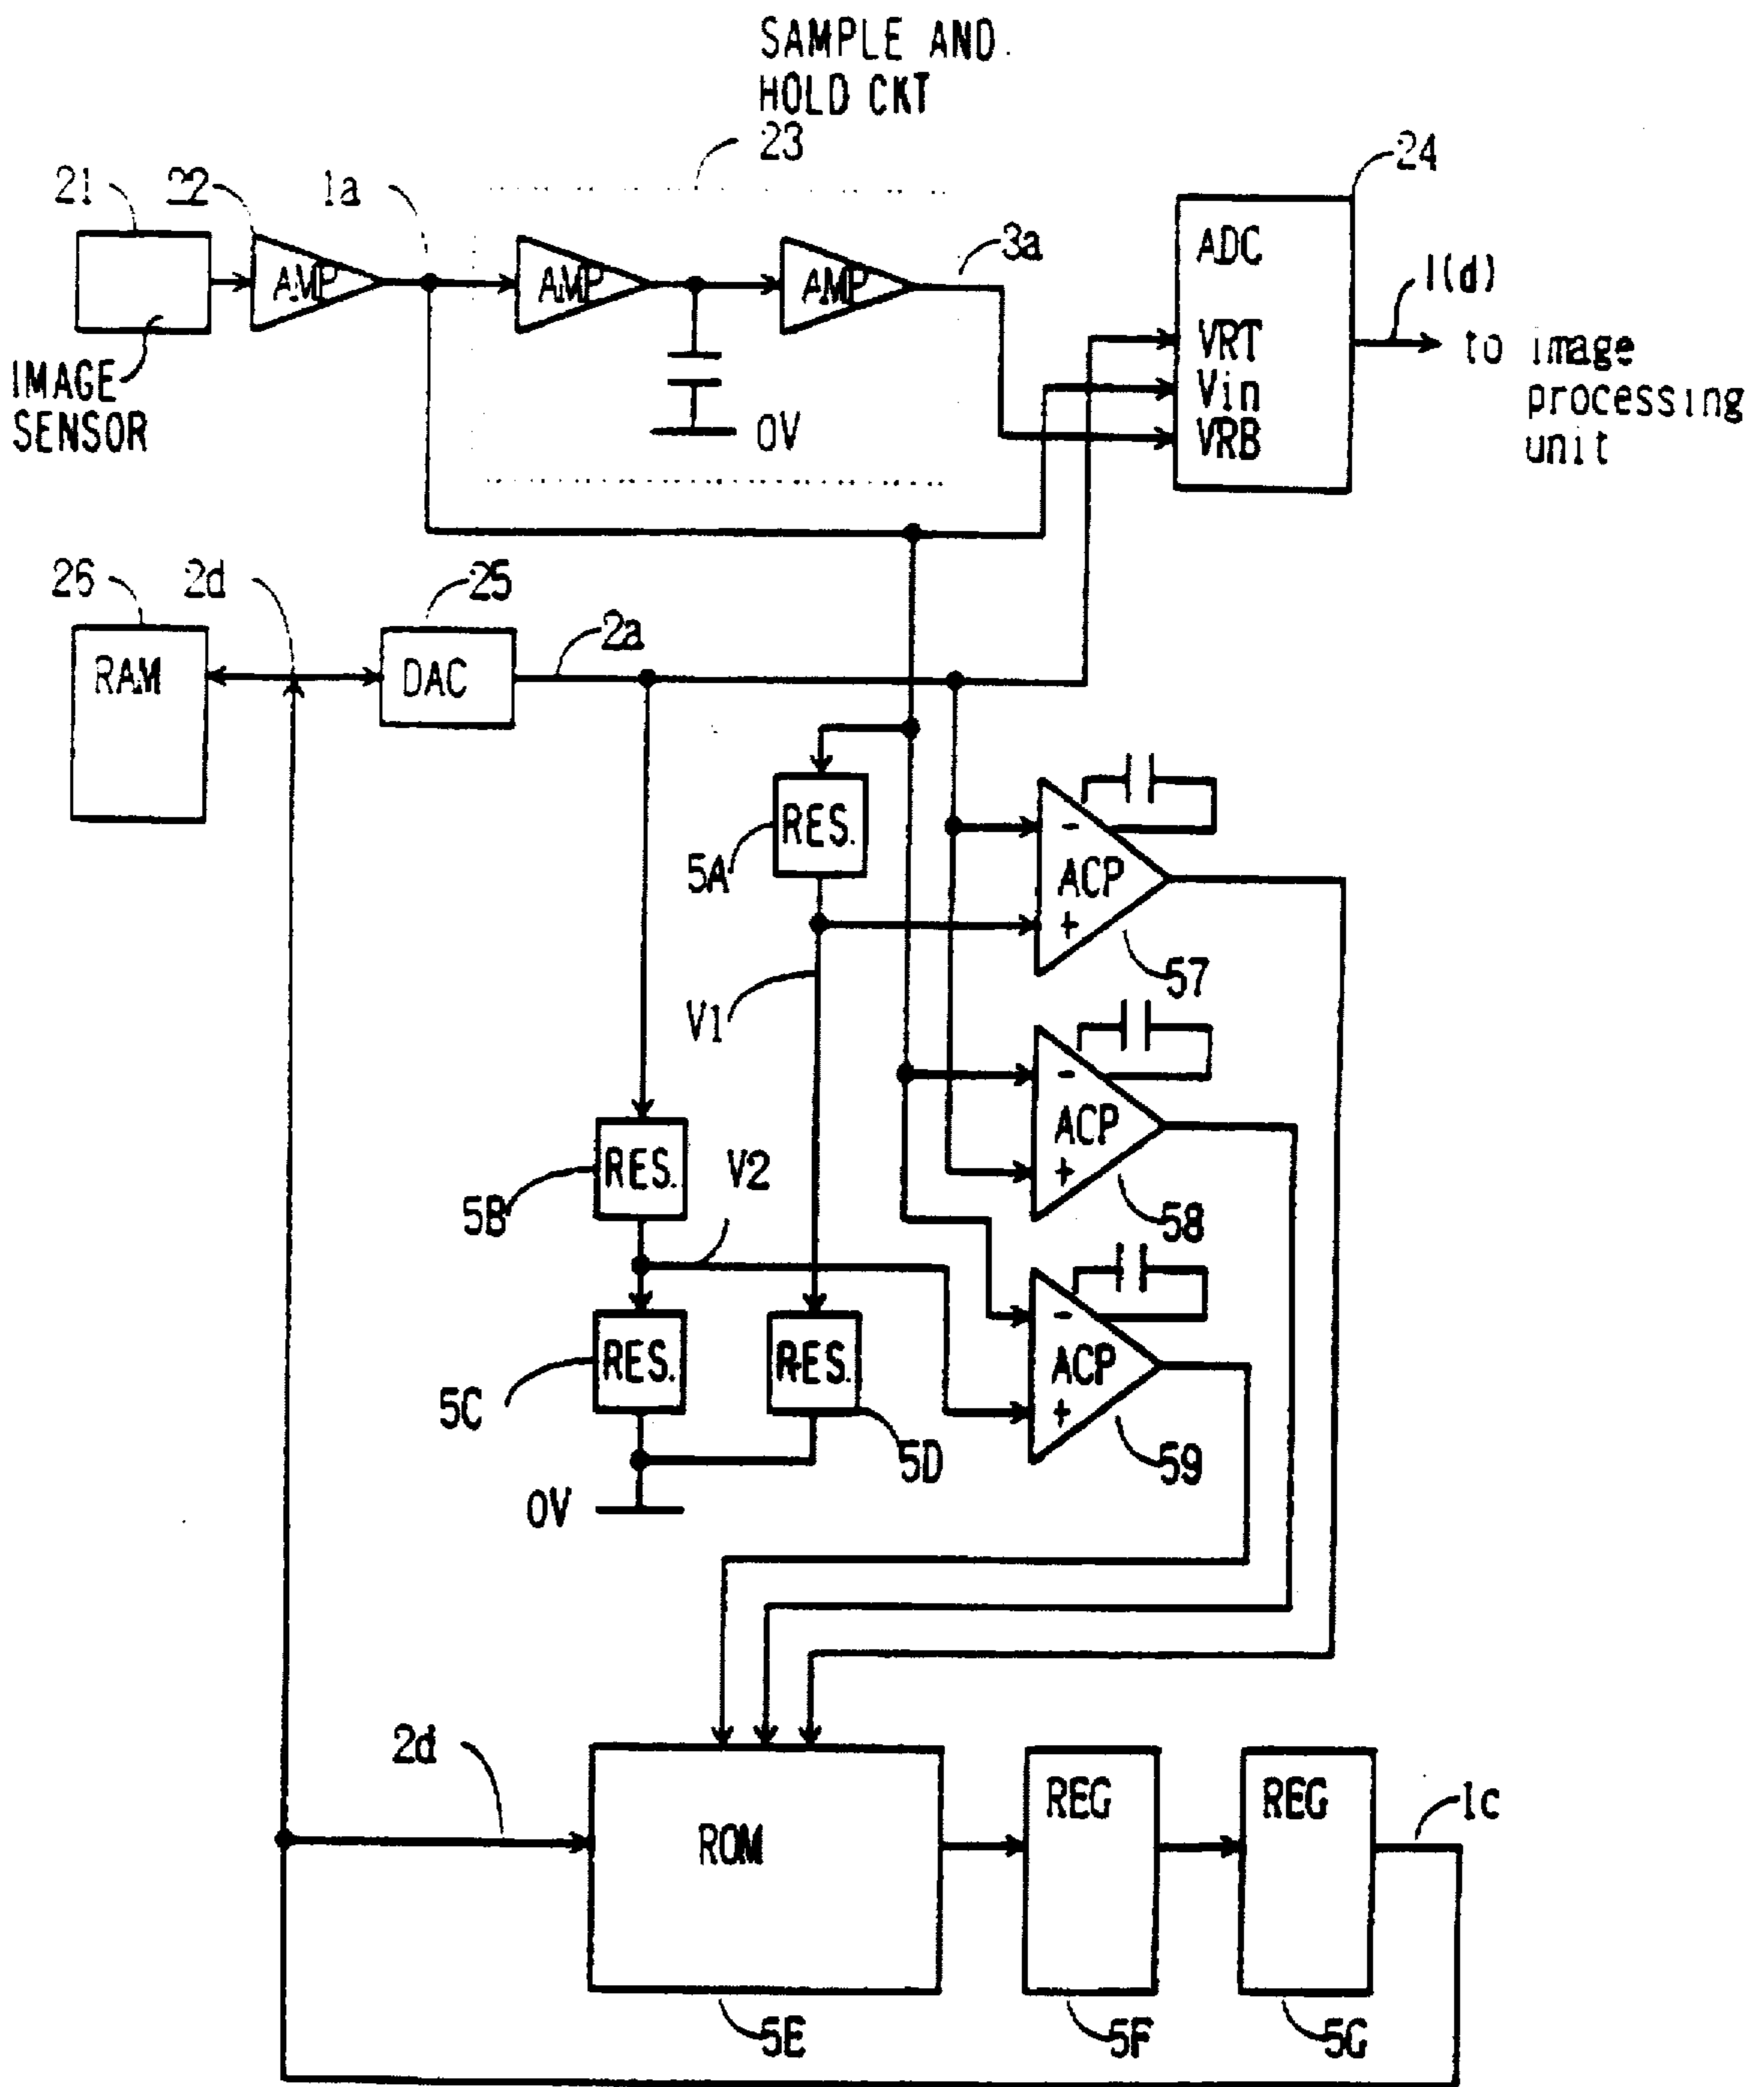 SAMPLE AND
HOLD CKT
23
21
22
1a
24
3a
AMP
AMP
AMP
ADC
1(d)
VRT
Vin
VRB
to image
processing
unit
IMAGE
SENSOR
0V
26
2d
25
2a
RAM
DAC
RES.
5A
-
ACP
+
57
V1
-
ACP
+
58
RES.
5B
V2
-
ACP
+
59
RES.
5C
RES.
5D
0V
2d
ROM
REG
REG
1c
5E
5F
5G